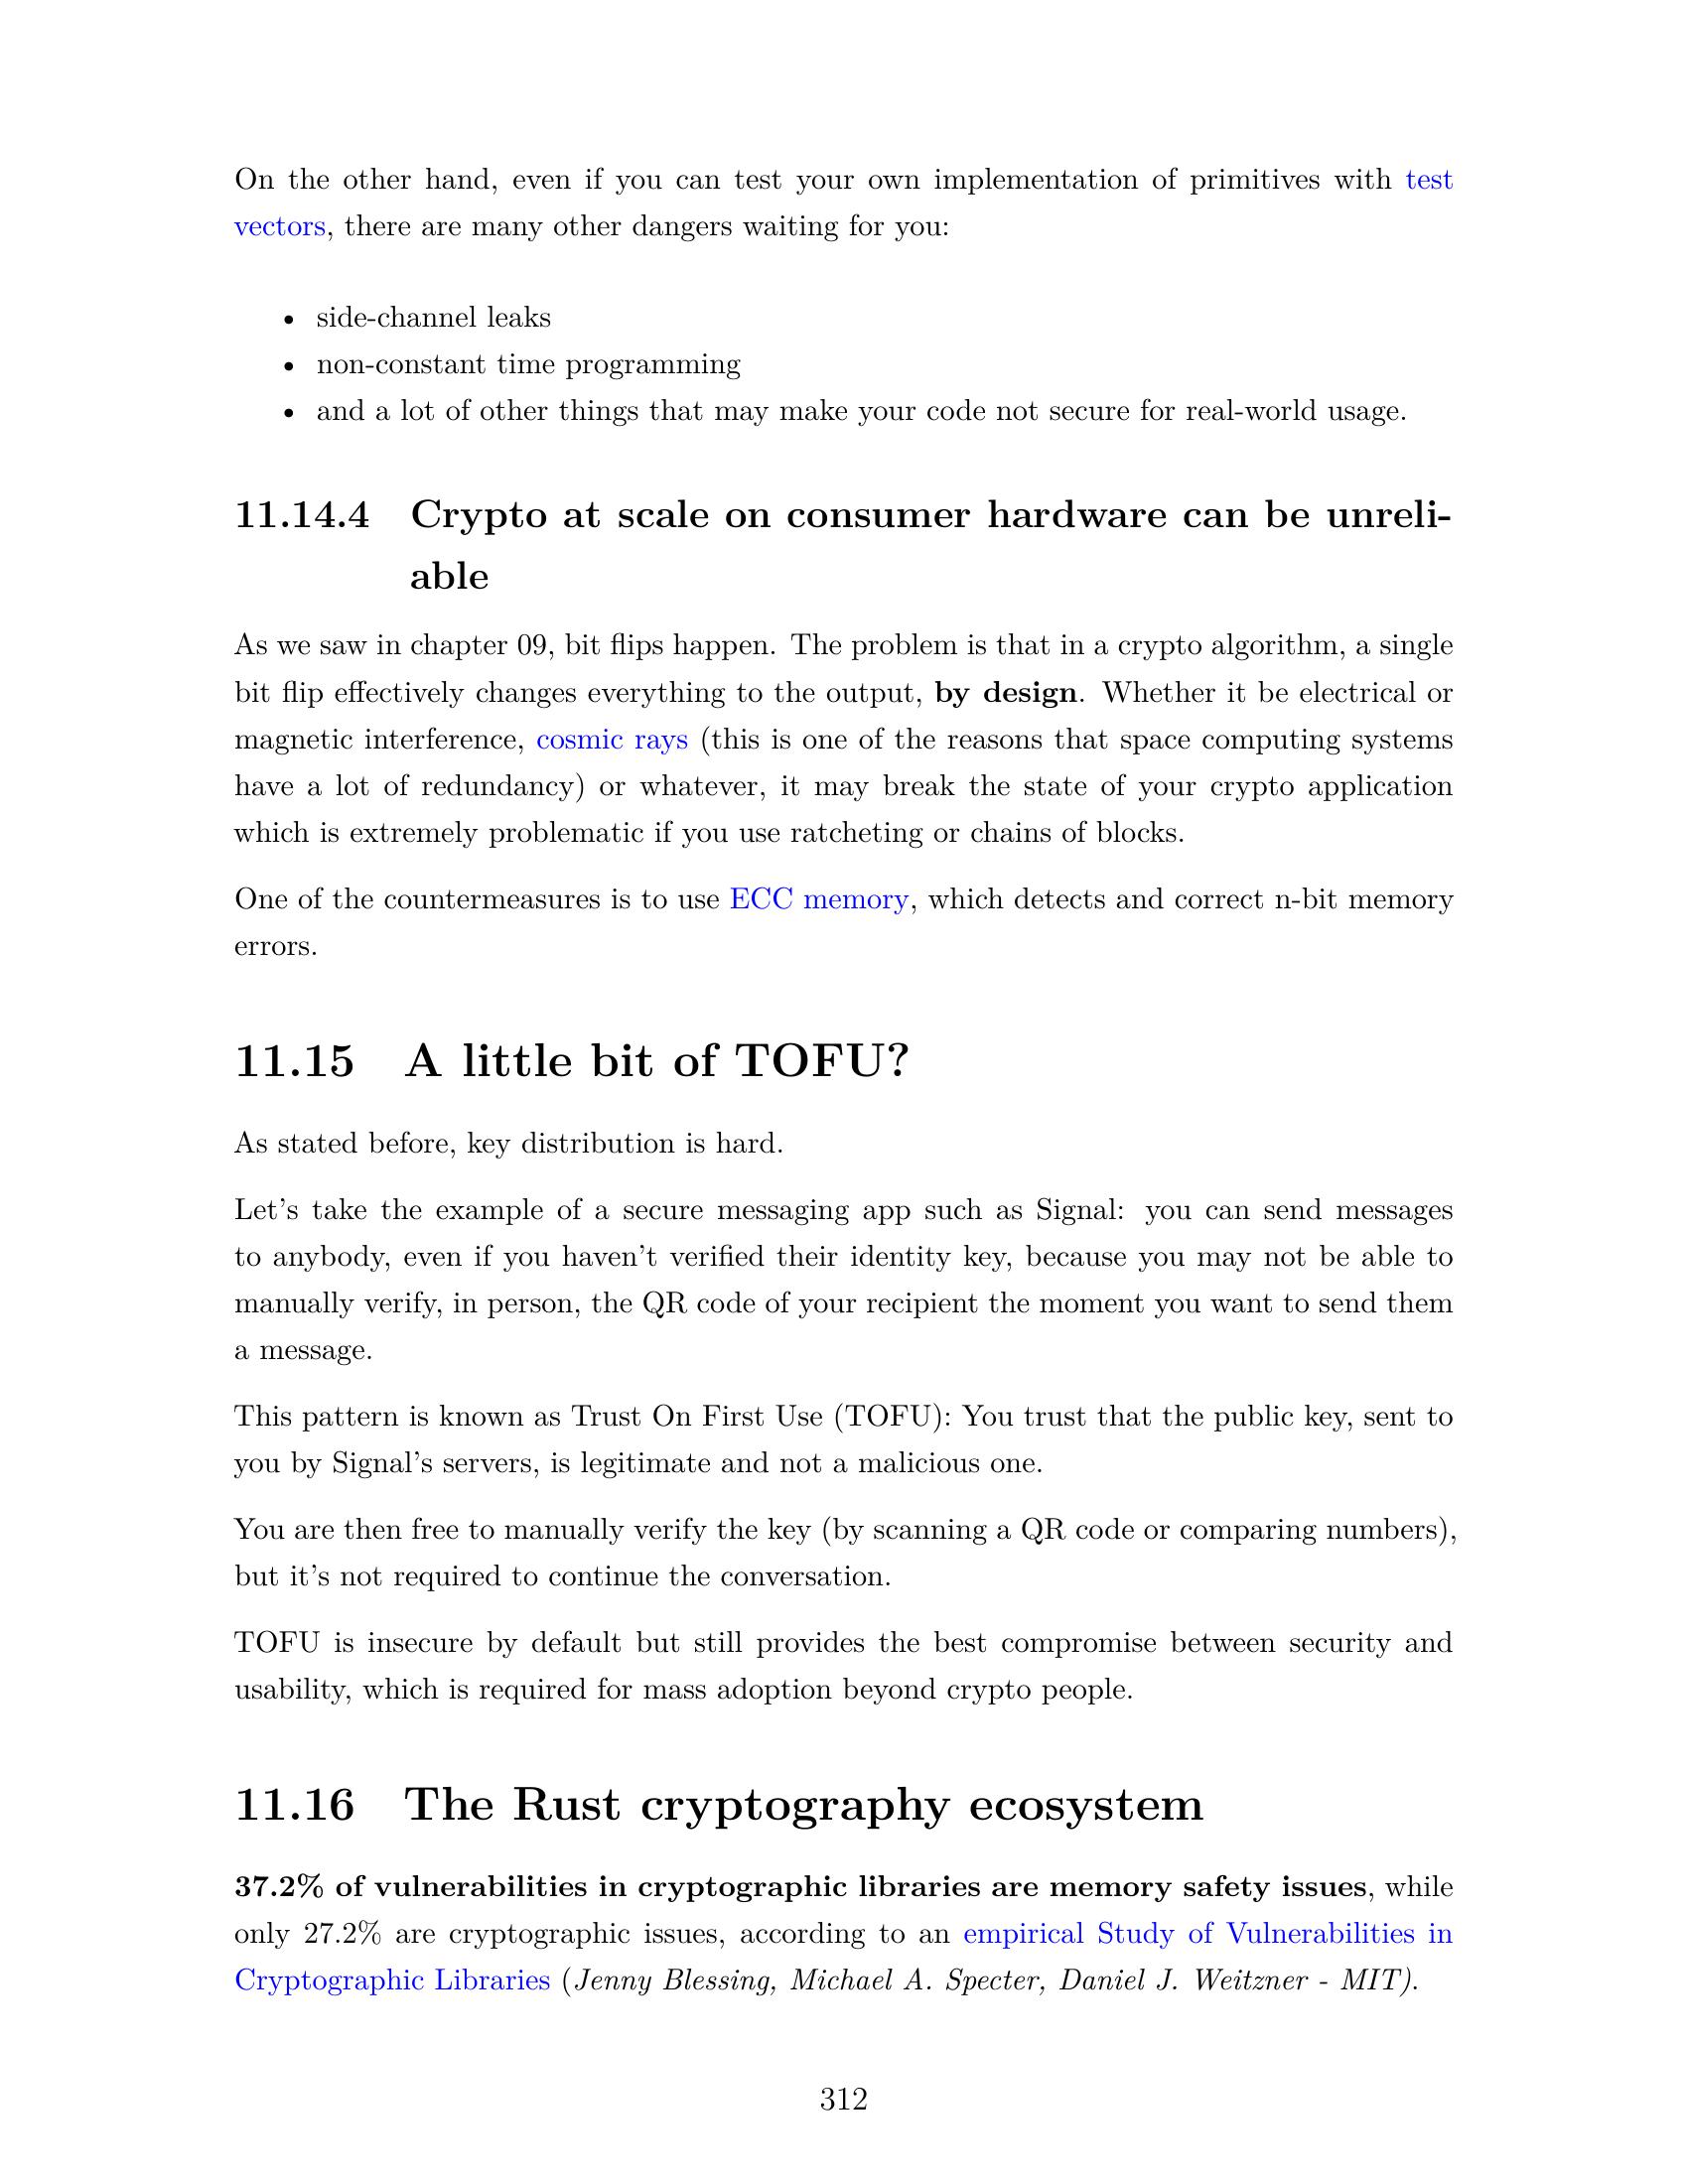 On the other hand, even if you can test your own implementation of primitives with test
vectors, there are many other dangers waiting for you:
• side-channel leaks
• non-constant time programming
• and a lot of other things that may make your code not secure for real-world usage.
11.14.4 Crypto at scale on consumer hardware can be unreli-
able
As we saw in chapter 09, bit flips happen. The problem is that in a crypto algorithm, a single
bit flip effectively changes everything to the output, by design. Whether it be electrical or
magnetic interference, cosmic rays (this is one of the reasons that space computing systems
have a lot of redundancy) or whatever, it may break the state of your crypto application
which is extremely problematic if you use ratcheting or chains of blocks.
One of the countermeasures is to use ECC memory, which detects and correct n-bit memory
errors.
11.15 A little bit of TOFU?
As stated before, key distribution is hard.
Let's take the example of a secure messaging app such as Signal: you can send messages
to anybody, even if you haven't verified their identity key, because you may not be able to
manually verify, in person, the QR code of your recipient the moment you want to send them
a message.
This pattern is known as Trust On First Use (TOFU): You trust that the public key, sent to
you by Signal's servers, is legitimate and not a malicious one.
You are then free to manually verify the key (by scanning a QR code or comparing numbers),
but it's not required to continue the conversation.
TOFU is insecure by default but still provides the best compromise between security and
usability, which is required for mass adoption beyond crypto people.
11.16 The Rust cryptography ecosystem
37.2% of vulnerabilities in cryptographic libraries are memory safety issues, while
only 27.2% are cryptographic issues, according to an empirical Study of Vulnerabilities in
Cryptographic Libraries (Jenny Blessing, Michael A. Specter, Daniel J. Weitzner - MIT).
312